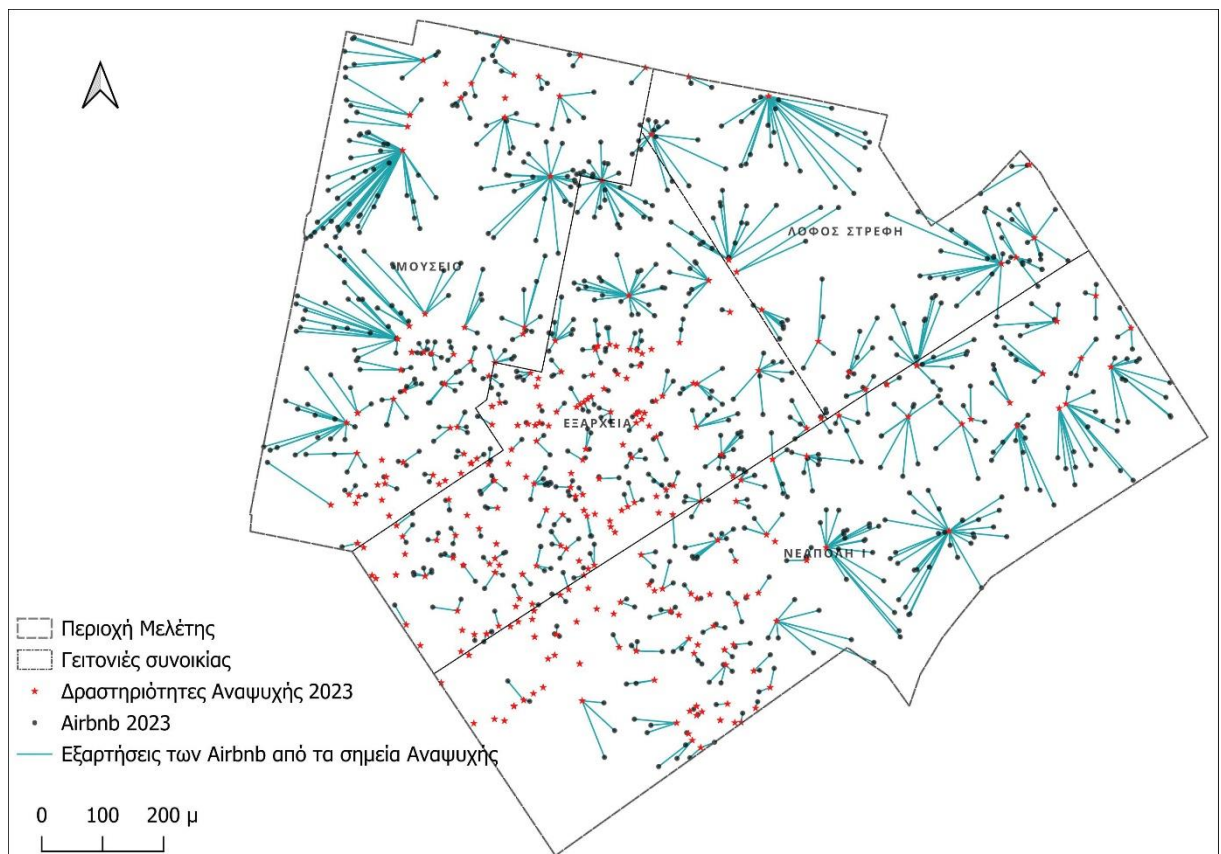 ΛΟΦΟΣ ΣΤΡΕΦΗ
ΜΟΥΣΕΙΟ
ΕΞΑΡΧΕΙΑ
ΝΕΑΠΟΛΗ Ι
Περιοχή Μελέτης
Γειτονιές συνοικίας
Δραστηριότητες Αναψυχής 2023
Airbnb 2023
Εξαρτήσεις των Airbnb από τα σημεία Αναψυχής
0 100 200 μ